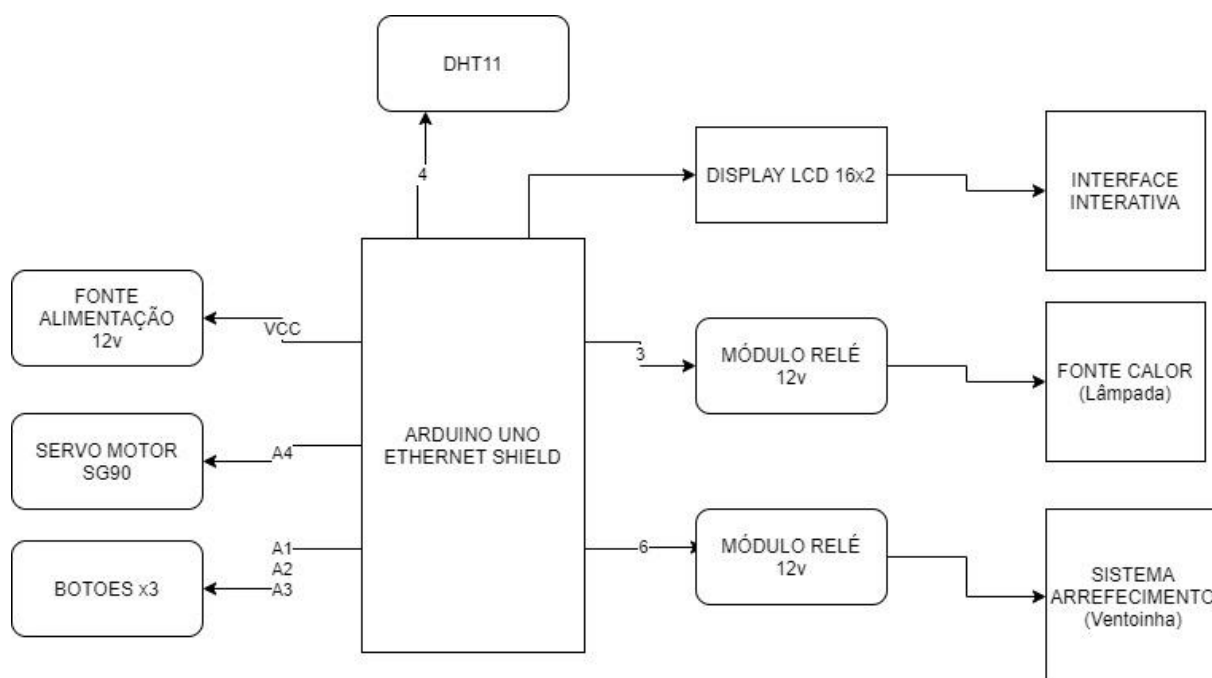 DHT11
4
DISPLAY LCD 16x2
INTERFACE
INTERATIVA
FONTE
ALIMENTAÇÃO
12v
VCC
3
MÓDULO RELÉ
12v
FONTE CALOR
(Lâmpada)
SERVO MOTOR
SG90
A4
ARDUINO UNO
ETHERNET SHIELD
BOTOES x3
A1
A2
A3
6
MÓDULO RELÉ
12v
SISTEMA
ARREFECIMENTO
(Ventoinha)